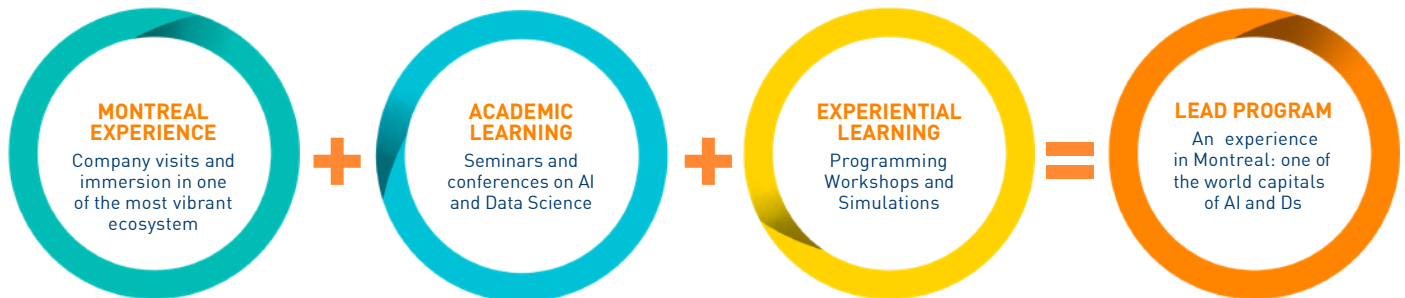 MONTREAL
EXPERIENCE
Company visits and
immersion in one
of the most vibrant
ecosystem
+
ACADEMIC
LEARNING
Seminars and
conferences on AI
and Data Science
+
EXPERIENTIAL
LEARNING
Programming
Workshops and
Simulations
=
LEAD PROGRAM
An experience
in Montreal: one of
the world capitals
of AI and Ds